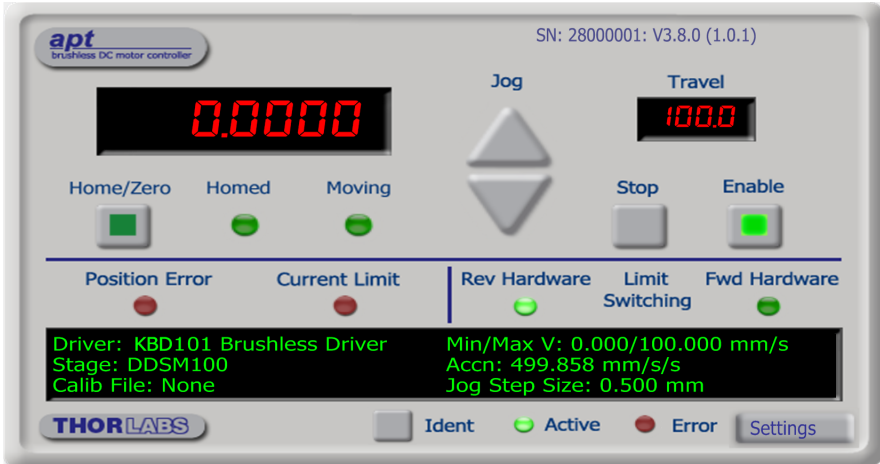 apt
brushless DC motor controller
SN: 28000001: V3.8.0 (1.0.1)
0.0000
Jog
Travel
100.0
Home/Zero Homed Moving
Stop Enable
Position Error Current Limit
Rev Hardware Limit Switching Fwd Hardware
Driver: KBD101 Brushless Driver
Stage: DDSM100
Calib File: None
Min/Max V: 0.000/100.000 mm/s
Accn: 499.858 mm/s/s
Jog Step Size: 0.500 mm
THORLABS
Ident Active Error Settings